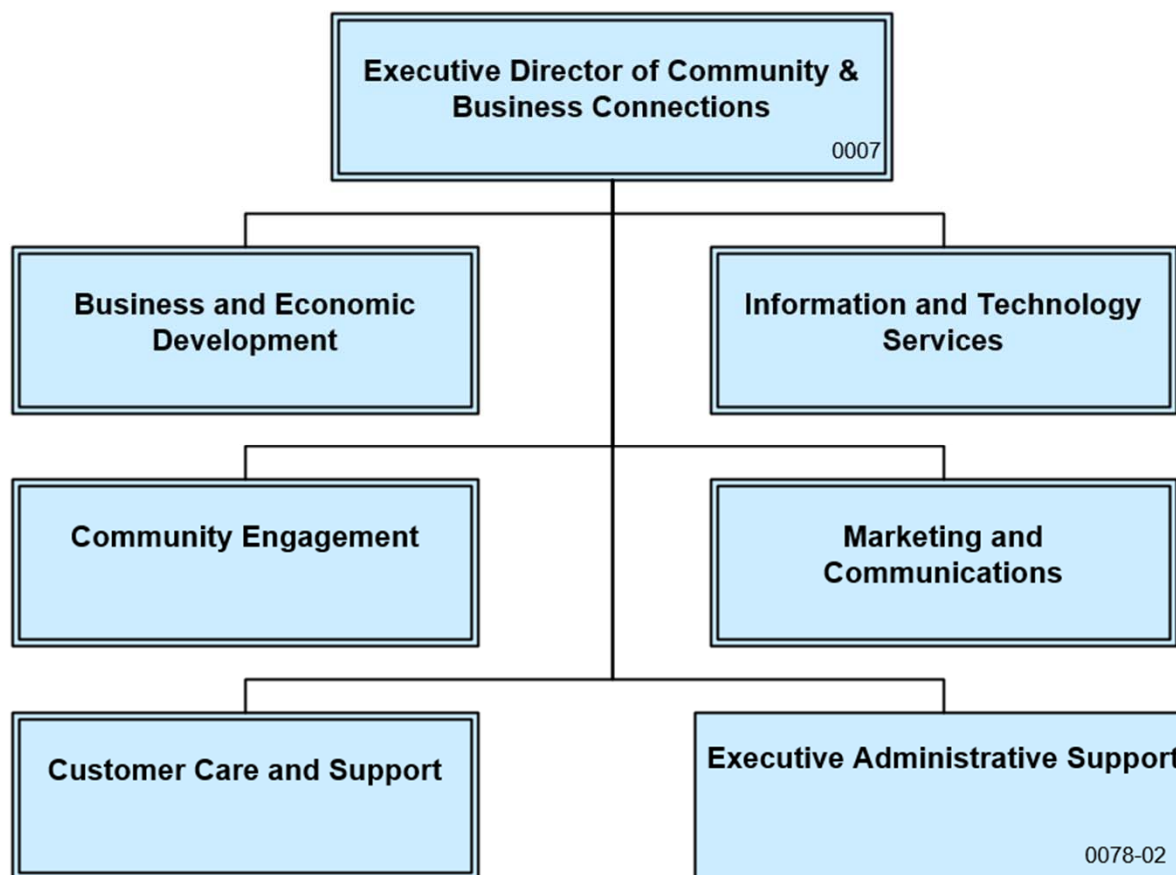 Executive Director of Community &
Business Connections
0007
Business and Economic
Development
Information and Technology
Services
Community Engagement
Marketing and
Communications
Customer Care and Support
Executive Administrative Support
0078-02